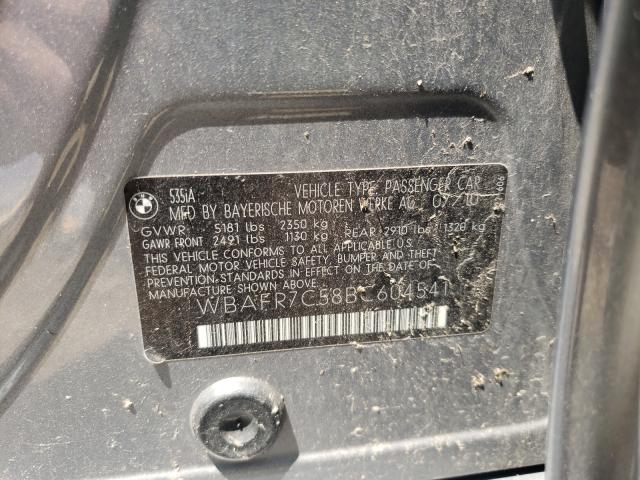 BMW
535iA
VEHICLE TYPE PASSENGER CAR
MFD BY BAYERISCHE MOTOREN WERKE AG 07/10
GVWR 5181 lbs 2350 kg
GAWR FRONT 2491 lbs 1130 kg REAR 2910 lbs 1320 kg
THIS VEHICLE CONFORMS TO ALL APPLICABLE U.S.
FEDERAL MOTOR VEHICLE SAFETY, BUMPER AND THEFT
PREVENTION STANDARDS IN EFFECT ON THE DATE OF
MANUFACTURE SHOWN ABOVE.
WBAFR7C58BC604541